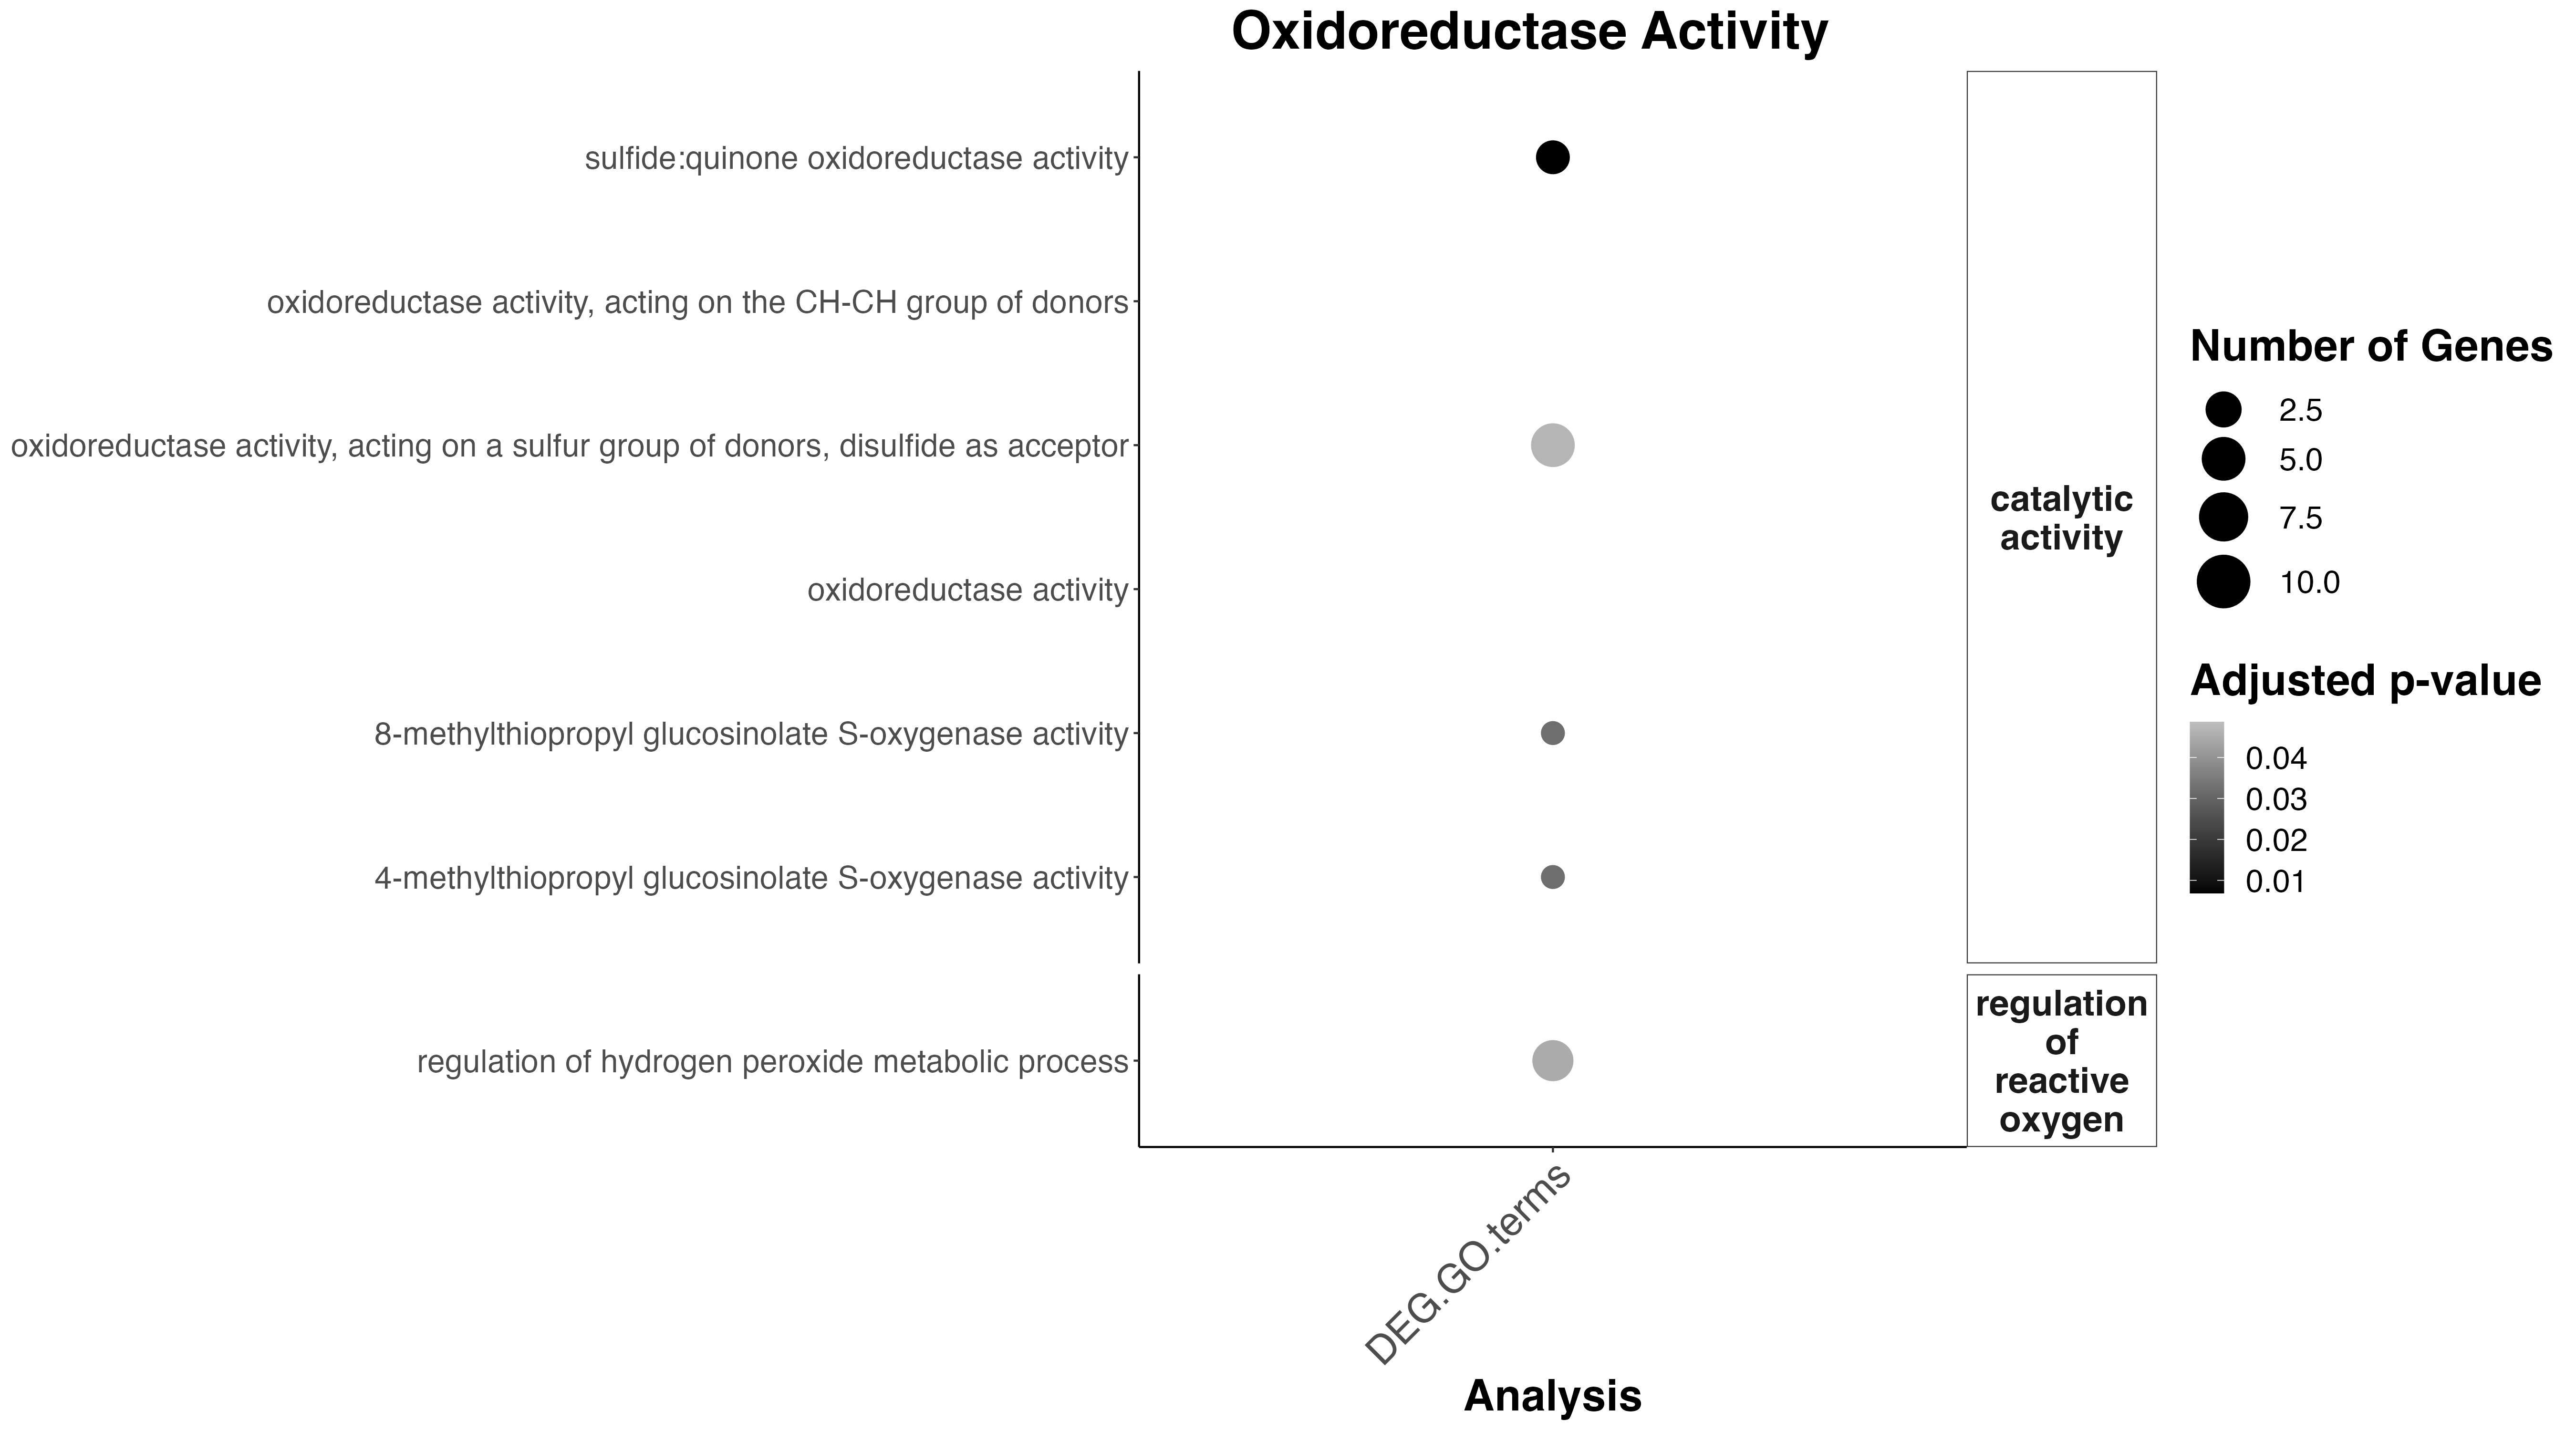 Oxidoreductase Activity
sulfide:quinone oxidoreductase activity
oxidoreductase activity, acting on the CH-CH group of donors
oxidoreductase activity, acting on a sulfur group of donors, disulfide as acceptor
oxidoreductase activity
8-methylthiopropyl glucosinolate S-oxygenase activity
4-methylthiopropyl glucosinolate S-oxygenase activity
regulation of hydrogen peroxide metabolic process
catalytic
activity
regulation
of
reactive
oxygen
DEG.GO.terms
Analysis
Number of Genes
2.5
5.0
7.5
10.0
Adjusted p-value
0.04
0.03
0.02
0.01